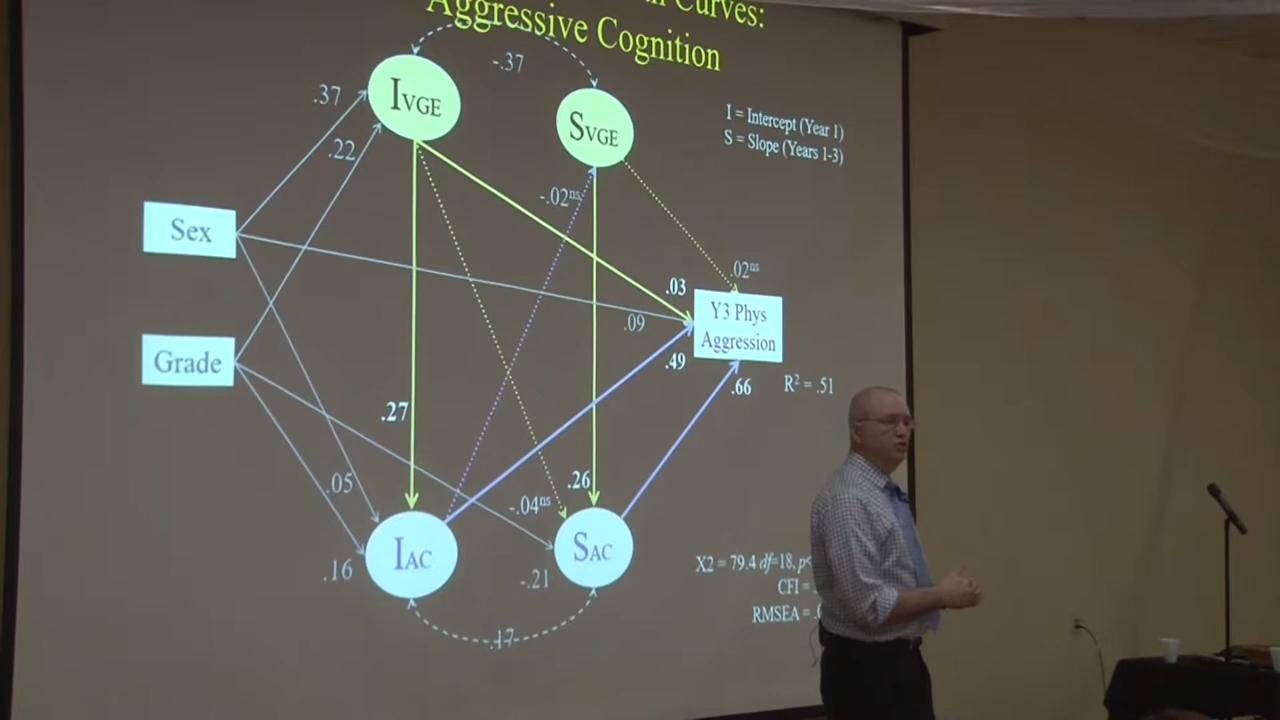 Curves:
Aggressive Cognition
-.37
IVGE
SVGE
.37
.22
I = Intercept (Year 1)
S = Slope (Years 1-3)
-.02ns
Sex
.02ns
.03
Y3 Phys
Aggression
.09
Grade
.49
.66
R² = .51
.27
.05
-.04ns
.26
IAC
SAC
.16
-.21
X2 = 79.4 df=18, p<
CFI =
RMSEA =
.17